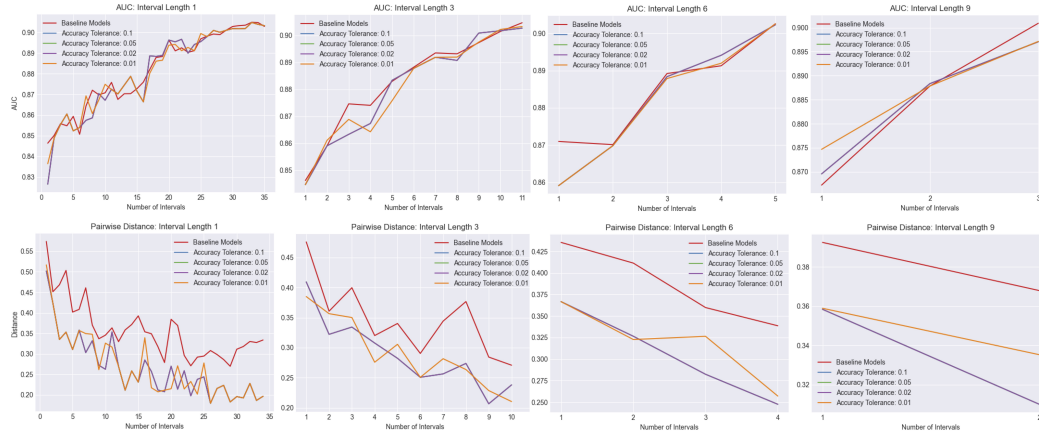 AUC: Interval Length 1
Baseline Models
Accuracy Tolerance: 0.1
Accuracy Tolerance: 0.05
Accuracy Tolerance: 0.02
Accuracy Tolerance: 0.01
AUC
0.90
0.89
0.88
0.87
0.86
0.85
0.84
0.83
0 5 10 15 20 25 30 35
Number of Intervals
AUC: Interval Length 3
Baseline Models
Accuracy Tolerance: 0.1
Accuracy Tolerance: 0.05
Accuracy Tolerance: 0.02
Accuracy Tolerance: 0.01
0.90
0.89
0.88
0.87
0.86
0.85
1 2 3 4 5 6 7 8 9 10 11
Number of Intervals
AUC: Interval Length 6
Baseline Models
Accuracy Tolerance: 0.1
Accuracy Tolerance: 0.05
Accuracy Tolerance: 0.02
Accuracy Tolerance: 0.01
0.90
0.89
0.88
0.87
0.86
1 2 3 4 5
Number of Intervals
AUC: Interval Length 9
Baseline Models
Accuracy Tolerance: 0.1
Accuracy Tolerance: 0.05
Accuracy Tolerance: 0.02
Accuracy Tolerance: 0.01
0.900
0.895
0.890
0.885
0.880
0.875
0.870
1 2 3
Number of Intervals
Pairwise Distance: Interval Length 1
Baseline Models
Accuracy Tolerance: 0.1
Accuracy Tolerance: 0.05
Accuracy Tolerance: 0.02
Accuracy Tolerance: 0.01
Distance
0.55
0.50
0.45
0.40
0.35
0.30
0.25
0.20
0 5 10 15 20 25 30 35
Number of Intervals
Pairwise Distance: Interval Length 3
Baseline Models
Accuracy Tolerance: 0.1
Accuracy Tolerance: 0.05
Accuracy Tolerance: 0.02
Accuracy Tolerance: 0.01
0.45
0.40
0.35
0.30
0.25
0.20
1 2 3 4 5 6 7 8 9 10
Number of Intervals
Pairwise Distance: Interval Length 6
Baseline Models
Accuracy Tolerance: 0.1
Accuracy Tolerance: 0.05
Accuracy Tolerance: 0.02
Accuracy Tolerance: 0.01
0.425
0.400
0.375
0.350
0.325
0.300
0.275
0.250
1 2 3 4
Number of Intervals
Pairwise Distance: Interval Length 9
0.38
0.36
0.34
0.32
Baseline Models
Accuracy Tolerance: 0.1
Accuracy Tolerance: 0.05
Accuracy Tolerance: 0.02
Accuracy Tolerance: 0.01
1 2
Number of Intervals